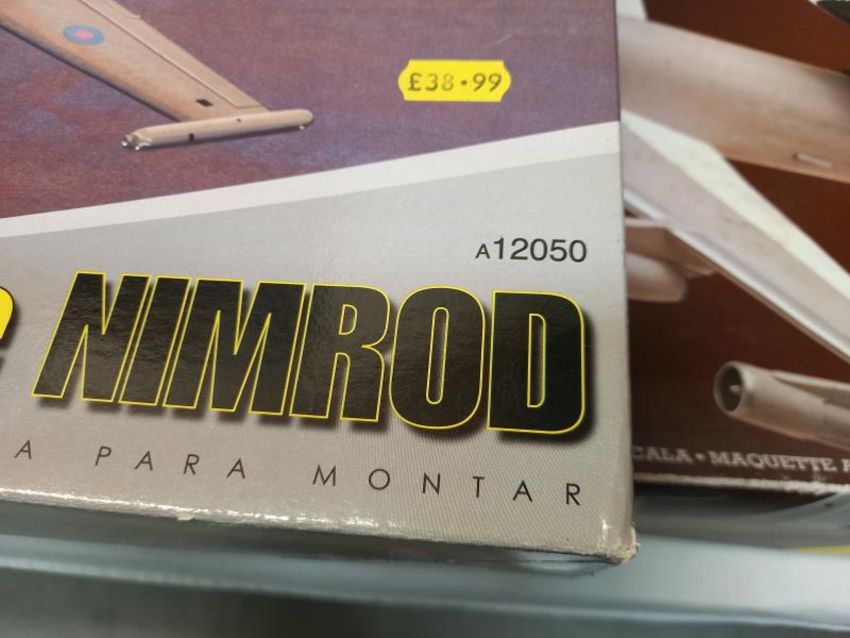 £38.99
A12050
NIMROD
A PARA MONTAR
CALA • MAQUETTE